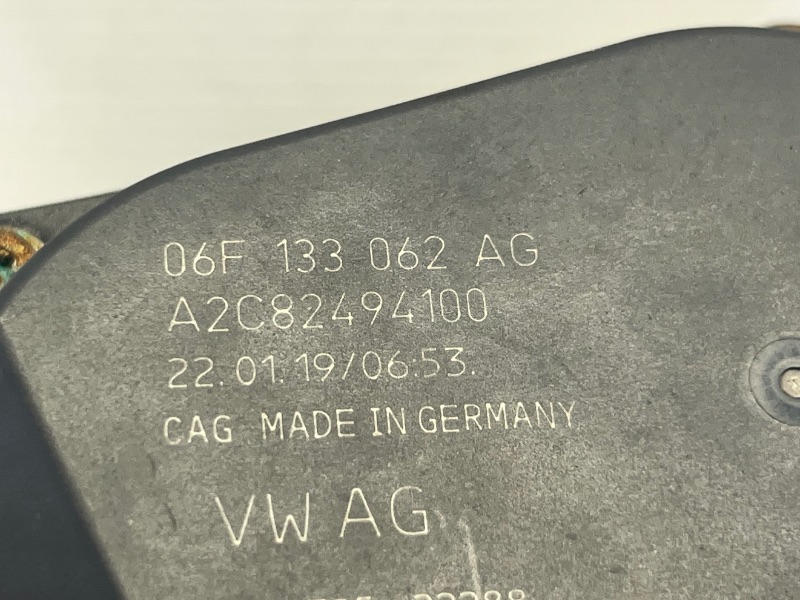 06F 133 062 AG
A2C82494100
22.01.19/06:53.
CAG MADE IN GERMANY
VW AG